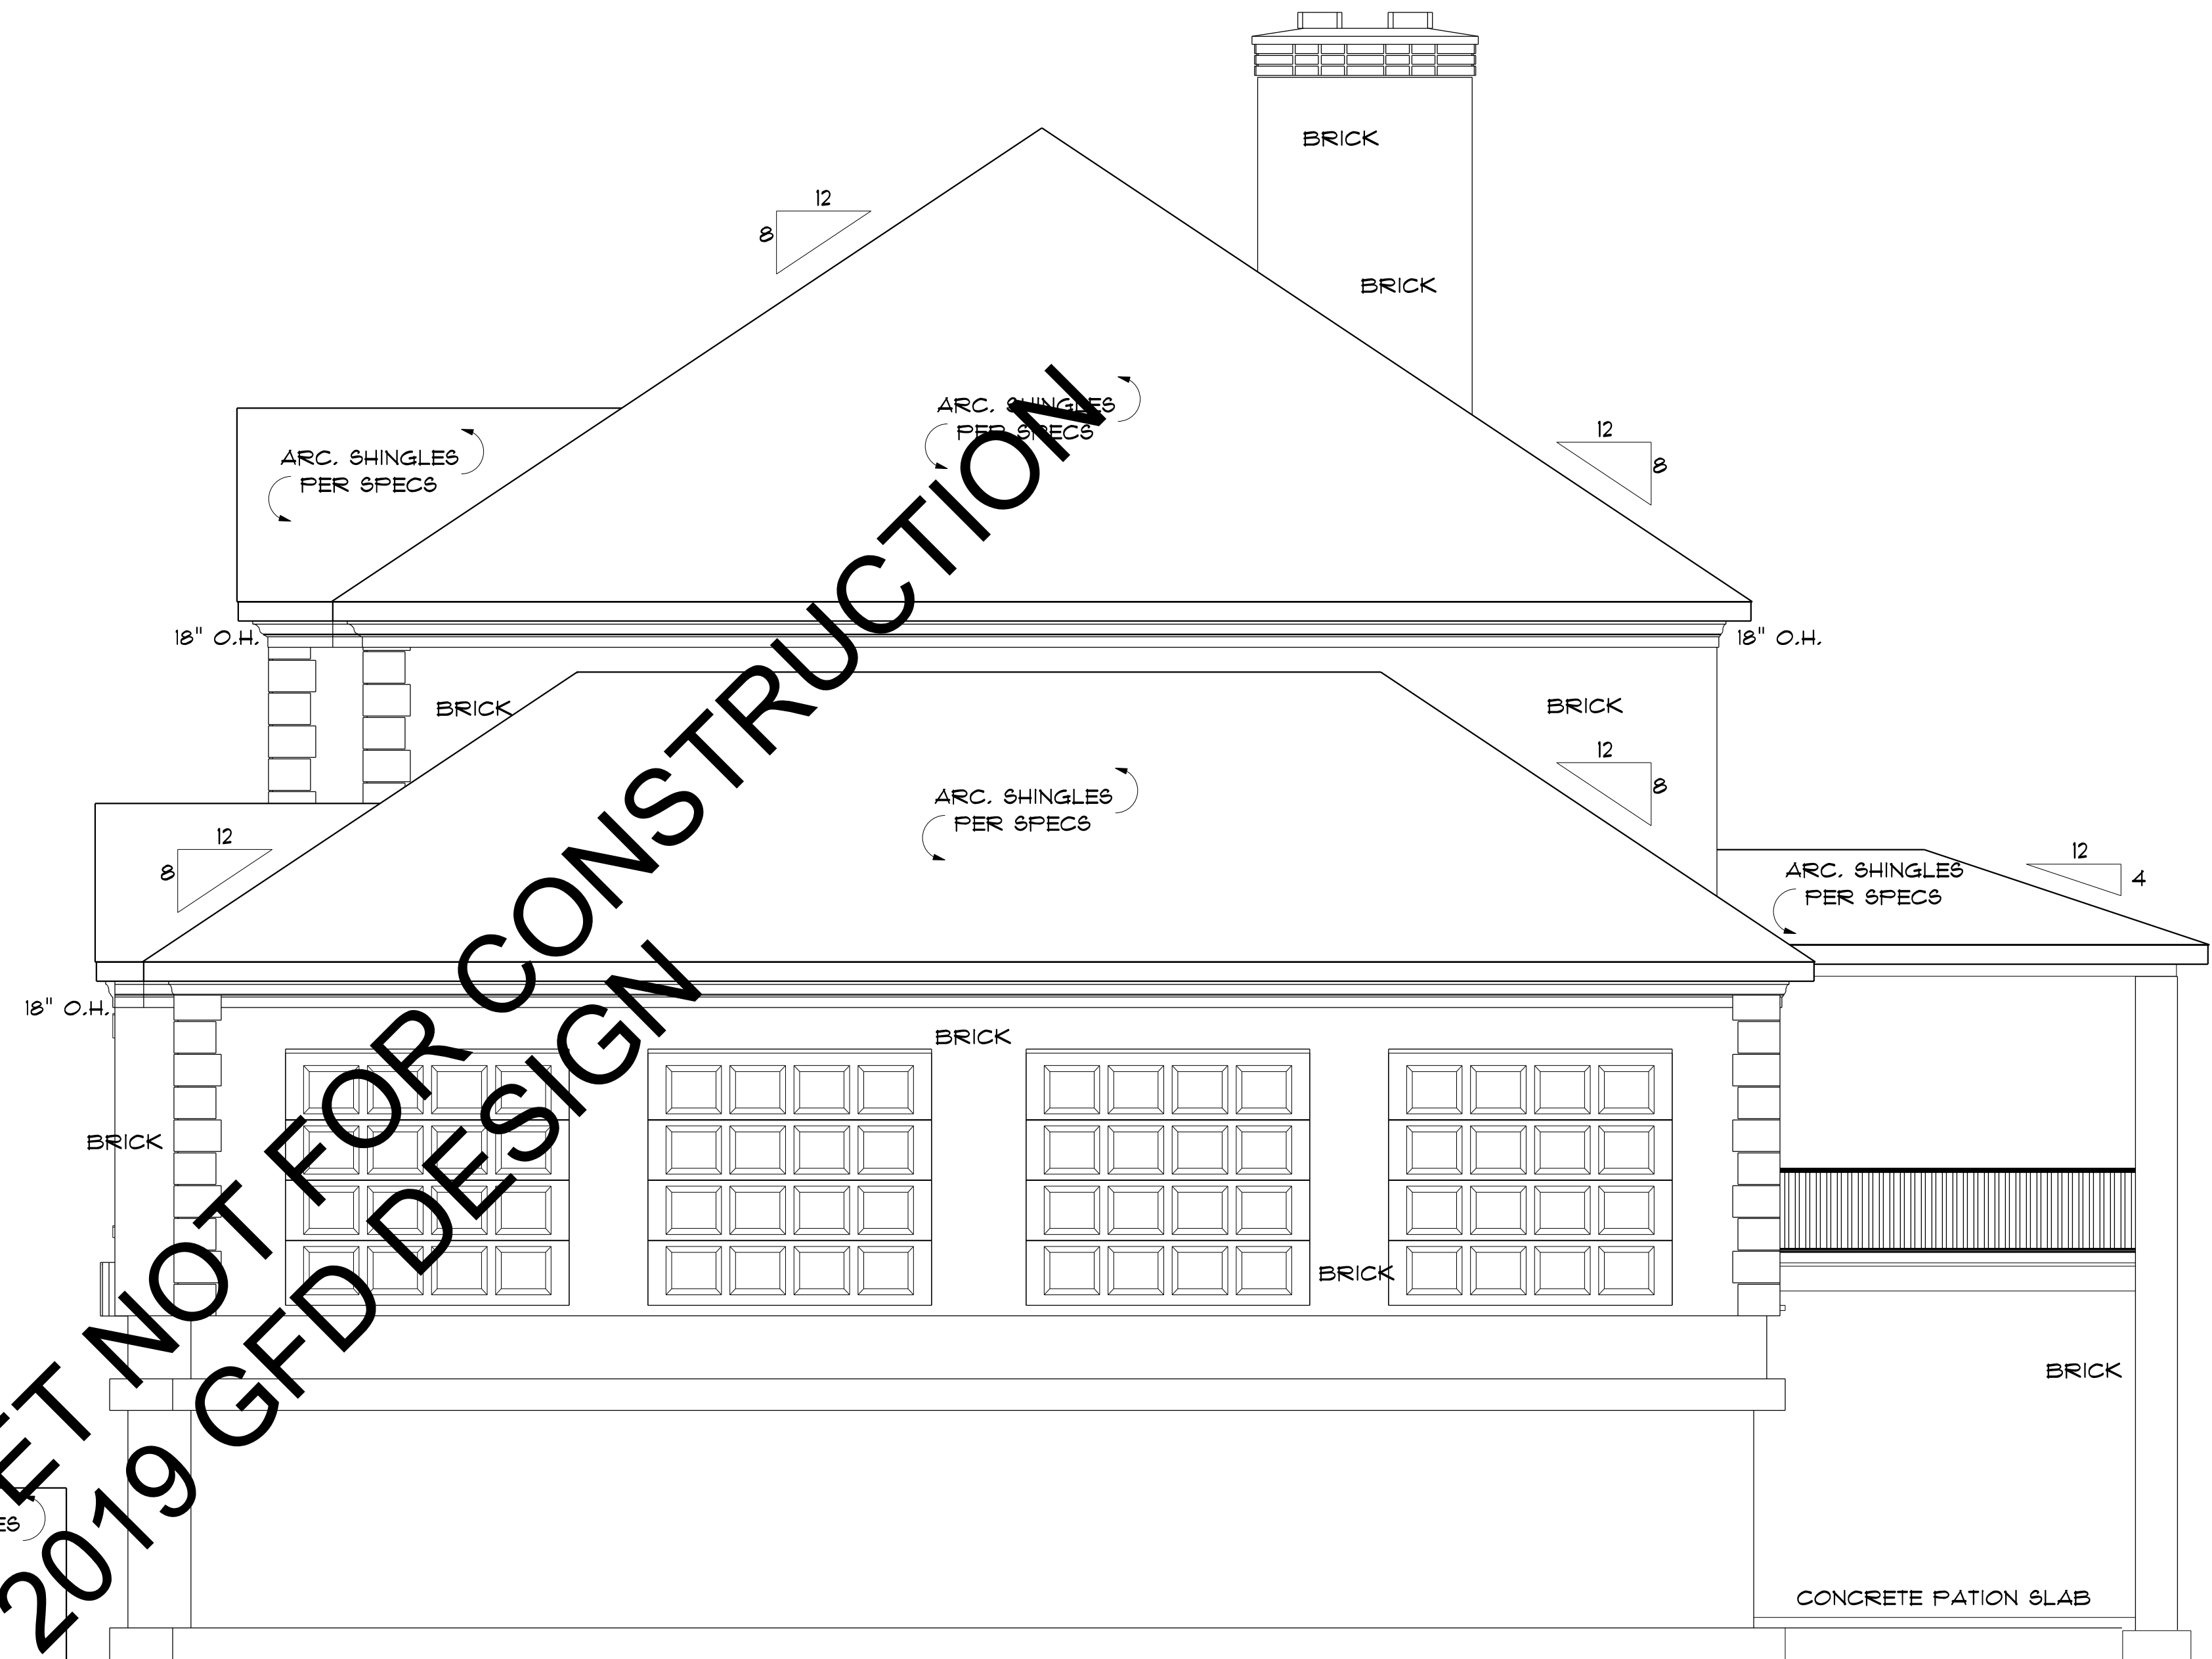 BRICK
12
8
BRICK
ARC. SHINGLES
PER SPECS
12
8
ARC. SHINGLES
PER SPECS
18" O.H.
18" O.H.
BRICK
BRICK
12
8
ARC. SHINGLES
PER SPECS
12
8
12
4
ARC. SHINGLES
PER SPECS
18" O.H.
BRICK
BRICK
BRICK
BRICK
CONCRETE PATION SLAB
NOT FOR CONSTRUCTION
2019 GFD DESIGN